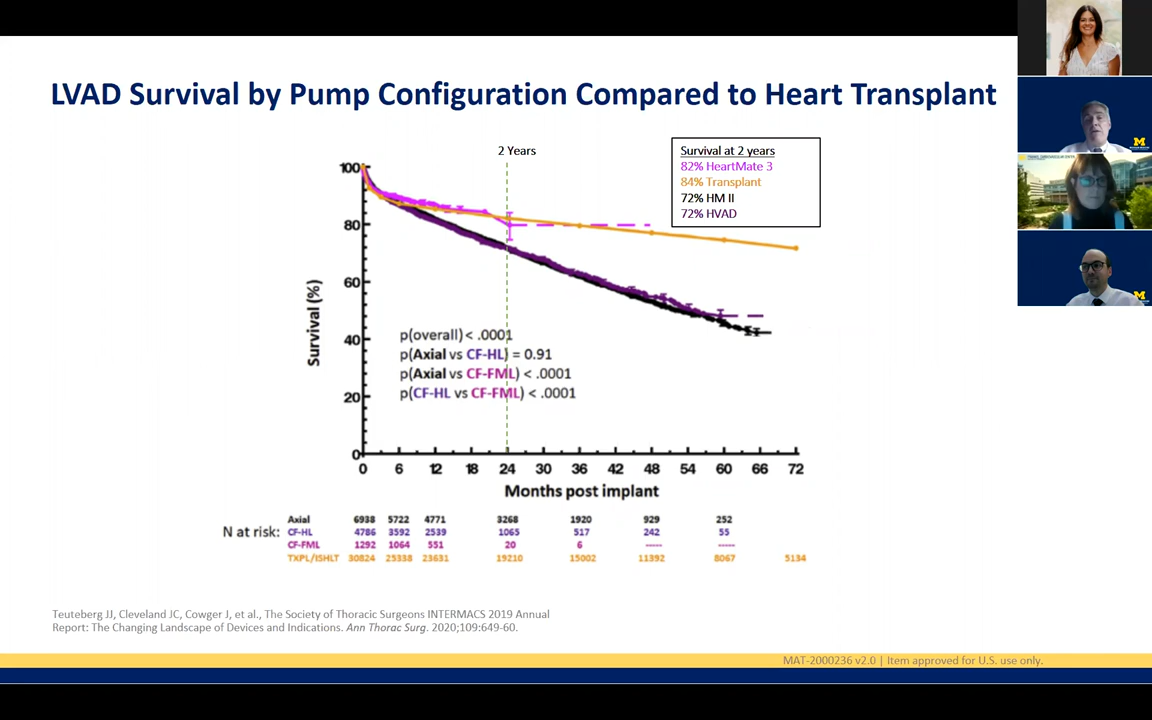 LVAD Survival by Pump Configuration Compared to Heart Transplant
2 Years
Survival at 2 years
82% HeartMate 3
84% Transplant
72% HM II
72% HVAD
100
80
60
40
20
0
Survival (%)
p(overall) < .0001
p(Axial vs CF-HL) = 0.91
p(Axial vs CF-FML) < .0001
p(CF-HL vs CF-FML) < .0001
0 6 12 18 24 30 36 42 48 54 60 66 72
Months post implant
N at risk:
Axial 6938 5722 4771 3268 1920 929 252
CF-HL 4786 3592 2539 1065 517 242 55
CF-FML 1292 1064 551 20 6 ----- -----
TXPL/ISHLT 30824 25338 23631 19210 15002 11392 8067 5134
Teuteberg JJ, Cleveland JC, Cowger J, et al., The Society of Thoracic Surgeons INTERMACS 2019 Annual
Report: The Changing Landscape of Devices and Indications. Ann Thorac Surg. 2020;109:649-60.
MAT-2000236 v2.0 | Item approved for U.S. use only.
M
M